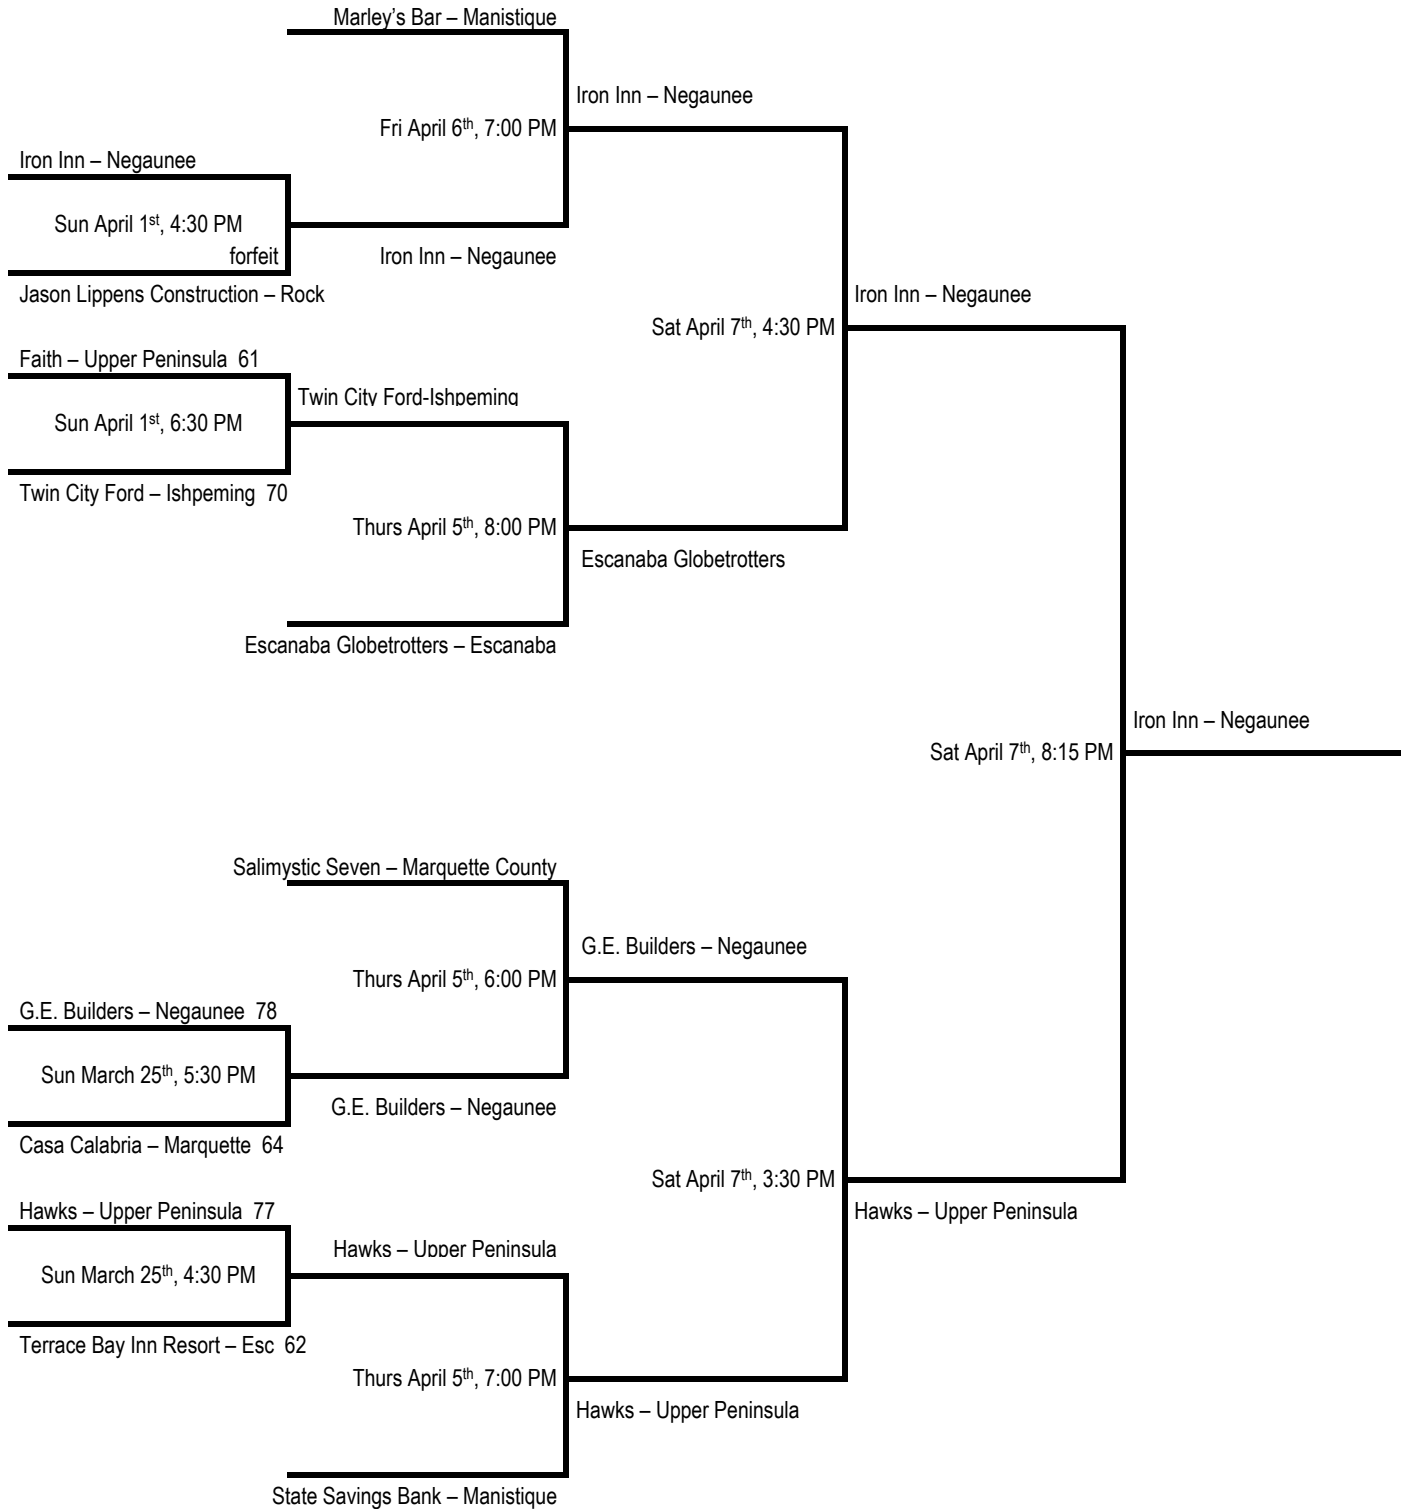 Marley's Bar – Manistique
Iron Inn – Negaunee
Fri April 6th, 7:00 PM
Iron Inn – Negaunee
Sun April 1st, 4:30 PM
forfeit
Iron Inn – Negaunee
Jason Lippens Construction – Rock
Iron Inn – Negaunee
Sat April 7th, 4:30 PM
Faith – Upper Peninsula 61
Twin City Ford-Ishpeming
Sun April 1st, 6:30 PM
Twin City Ford – Ishpeming 70
Thurs April 5th, 8:00 PM
Escanaba Globetrotters
Escanaba Globetrotters – Escanaba
Iron Inn – Negaunee
Sat April 7th, 8:15 PM
Salimystic Seven – Marquette County
G.E. Builders – Negaunee
Thurs April 5th, 6:00 PM
G.E. Builders – Negaunee 78
Sun March 25th, 5:30 PM
G.E. Builders – Negaunee
Casa Calabria – Marquette 64
Sat April 7th, 3:30 PM
Hawks – Upper Peninsula 77
Hawks – Upper Peninsula
Hawks – Upper Peninsula
Sun March 25th, 4:30 PM
Terrace Bay Inn Resort – Esc 62
Thurs April 5th, 7:00 PM
Hawks – Upper Peninsula
State Savings Bank – Manistique